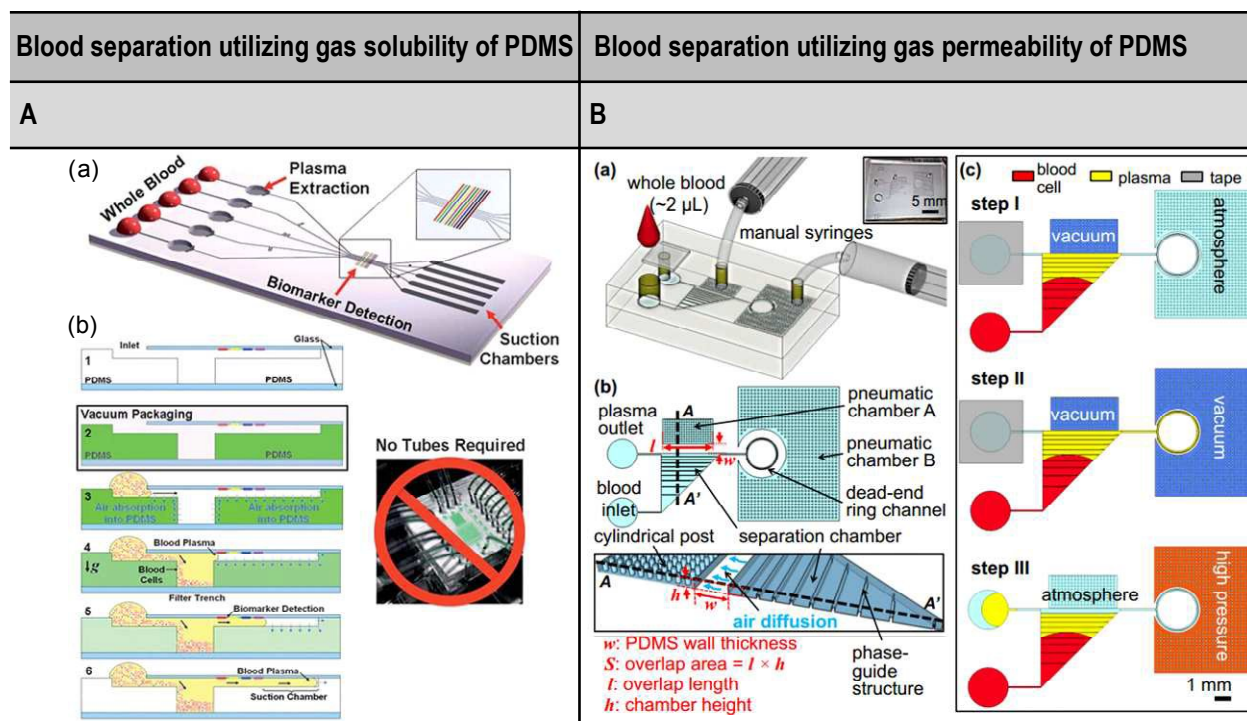 Blood separation utilizing gas solubility of PDMS
Blood separation utilizing gas permeability of PDMS
A
B
(a)
Whole Blood
Plasma
Extraction
Biomarker Detection
Suction
Chambers
(b)
Inlet
Glass
1
PDMS
PDMS
Vacuum Packaging
2
PDMS
PDMS
3
Air absorption
into PDMS
Air absorption
into PDMS
4
Blood Plasma
g
Blood
Cells
Filter Trench
5
Biomarker Detection
6
Blood Plasma
Suction Chamber
No Tubes Required
(a)
whole blood
(~2 µL)
manual syringes
5 mm
(b)
plasma
outlet
A
l
w
A'
blood
inlet
pneumatic
chamber A
pneumatic
chamber B
dead-end
ring channel
separation chamber
cylindrical post
A
h
w
A'
air diffusion
w: PDMS wall thickness
S: overlap area = l × h
l: overlap length
h: chamber height
phase-
guide
structure
(c)
blood
cell
plasma
tape
step I
vacuum
atmosphere
step II
vacuum
vacuum
step III
atmosphere
high pressure
1 mm